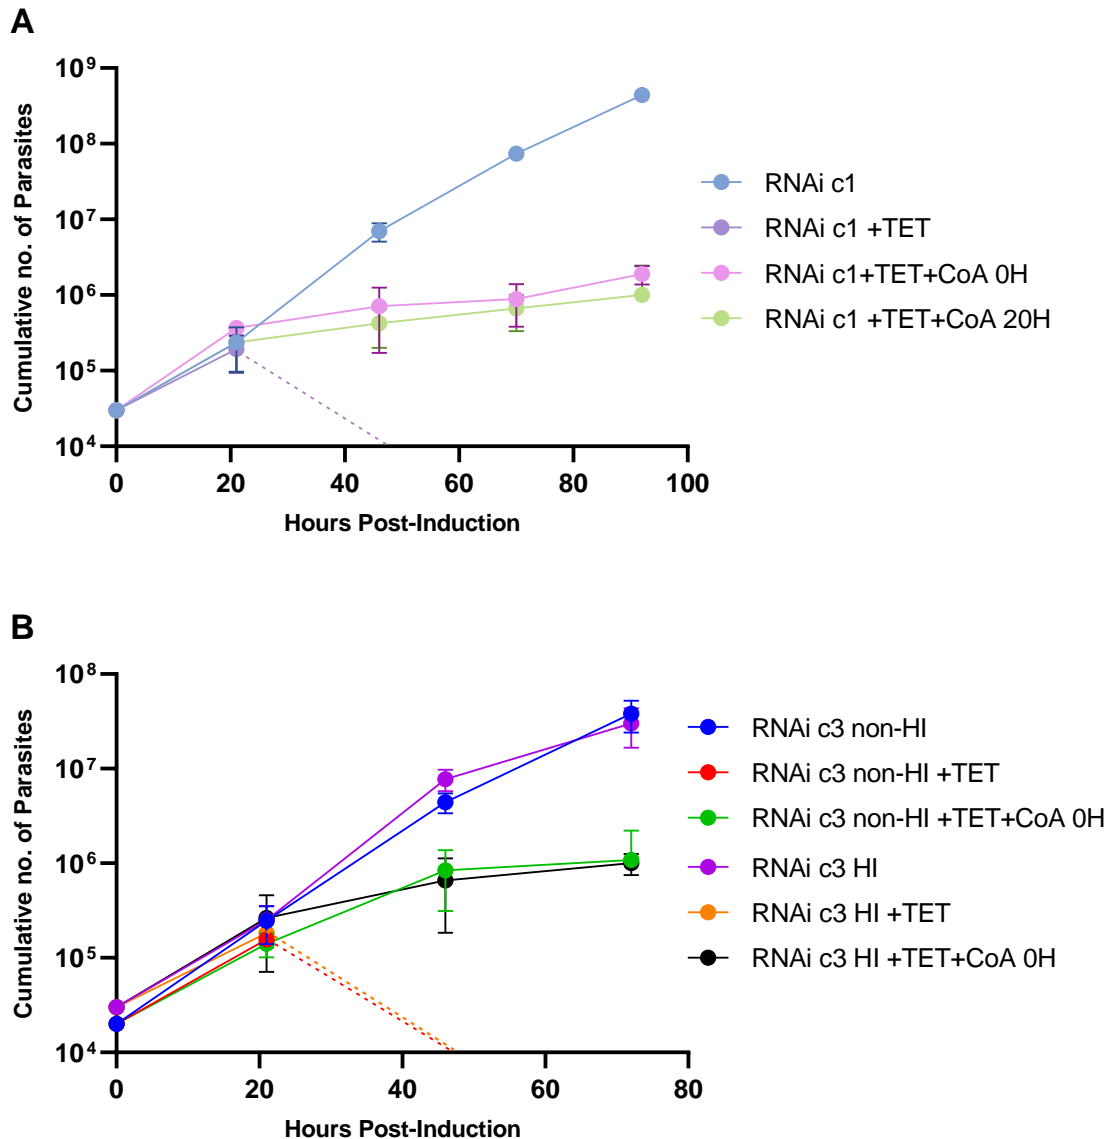 A
10⁹
10⁸
10⁷
10⁶
10⁵
10⁴
Cumulative no. of Parasites
0 20 40 60 80 100
Hours Post-Induction
RNAi c1
RNAi c1 +TET
RNAi c1+TET+CoA 0H
RNAi c1 +TET+CoA 20H
B
10⁸
10⁷
10⁶
10⁵
10⁴
Cumulative no. of Parasites
0 20 40 60 80
Hours Post-Induction
RNAi c3 non-HI
RNAi c3 non-HI +TET
RNAi c3 non-HI +TET+CoA 0H
RNAi c3 HI
RNAi c3 HI +TET
RNAi c3 HI +TET+CoA 0H